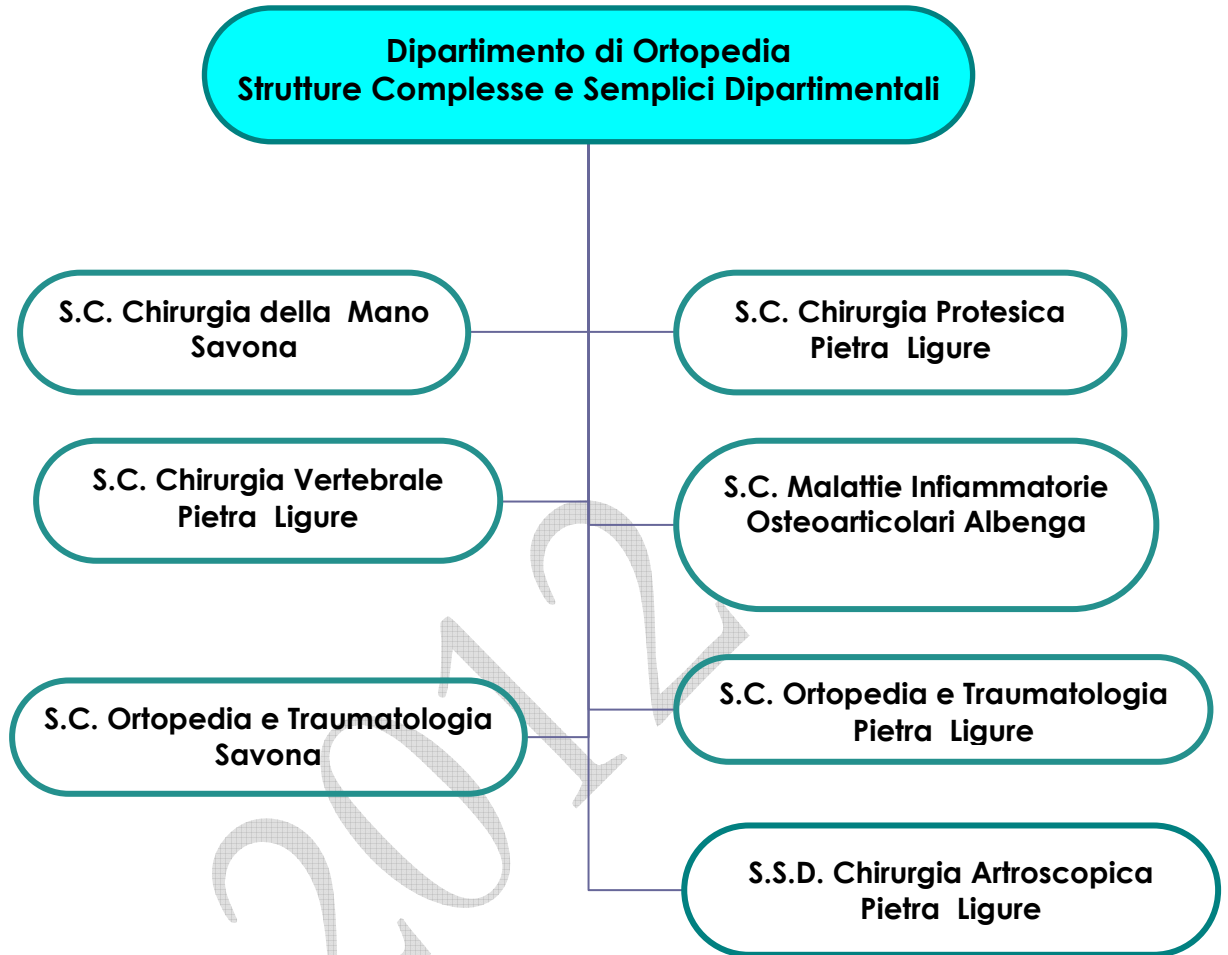 Dipartimento di Ortopedia
Strutture Complesse e Semplici Dipartimentali
S.C. Chirurgia della Mano
Savona
S.C. Chirurgia Protesica
Pietra Ligure
S.C. Chirurgia Vertebrale
Pietra Ligure
S.C. Malattie Infiammatorie
Osteoarticolari Albenga
S.C. Ortopedia e Traumatologia
Savona
S.C. Ortopedia e Traumatologia
Pietra Ligure
S.S.D. Chirurgia Artroscopica
Pietra Ligure
2012